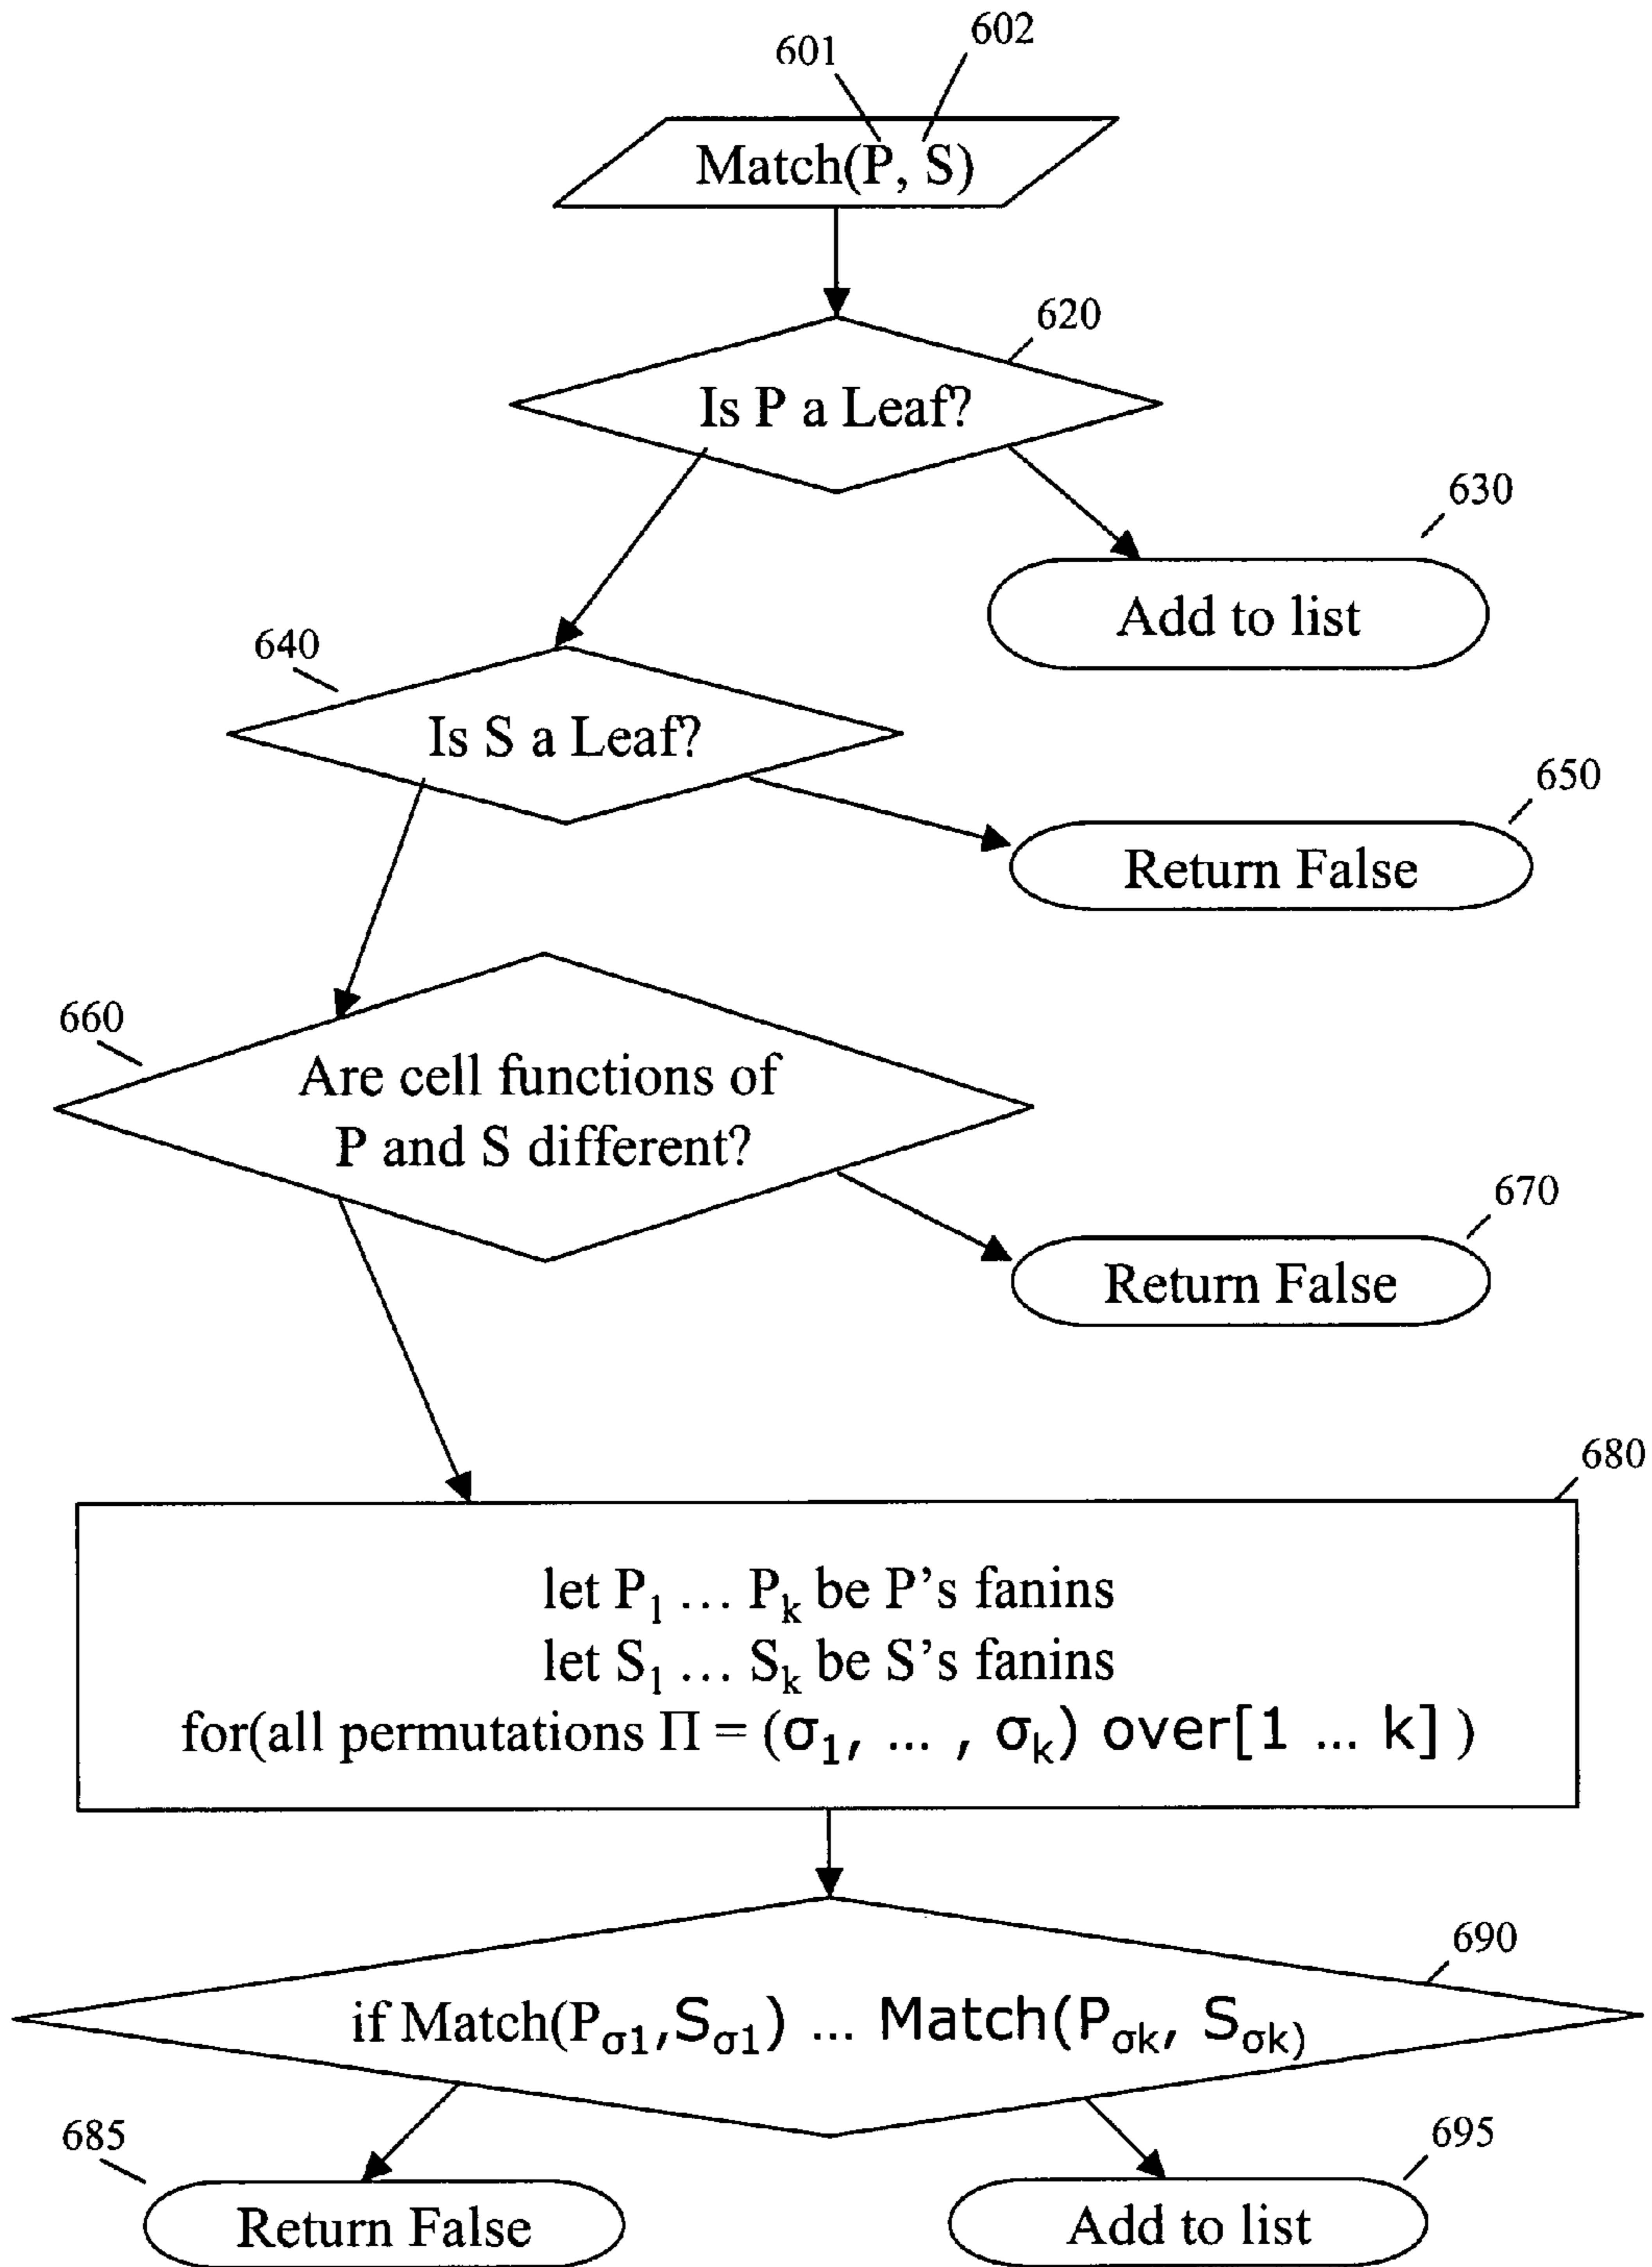 601
602
Match(P, S)
620
Is P a Leaf?
630
Add to list
640
Is S a Leaf?
650
Return False
660
Are cell functions of
P and S different?
670
Return False
680
let P₁ … Pₖ be P’s fanins
let S₁ … Sₖ be S’s fanins
for(all permutations Π = (σ₁, … , σₖ) over[1 … k] )
690
if Match(Pσ1,Sσ1) … Match(Pσk, Sσk)
685
Return False
695
Add to list